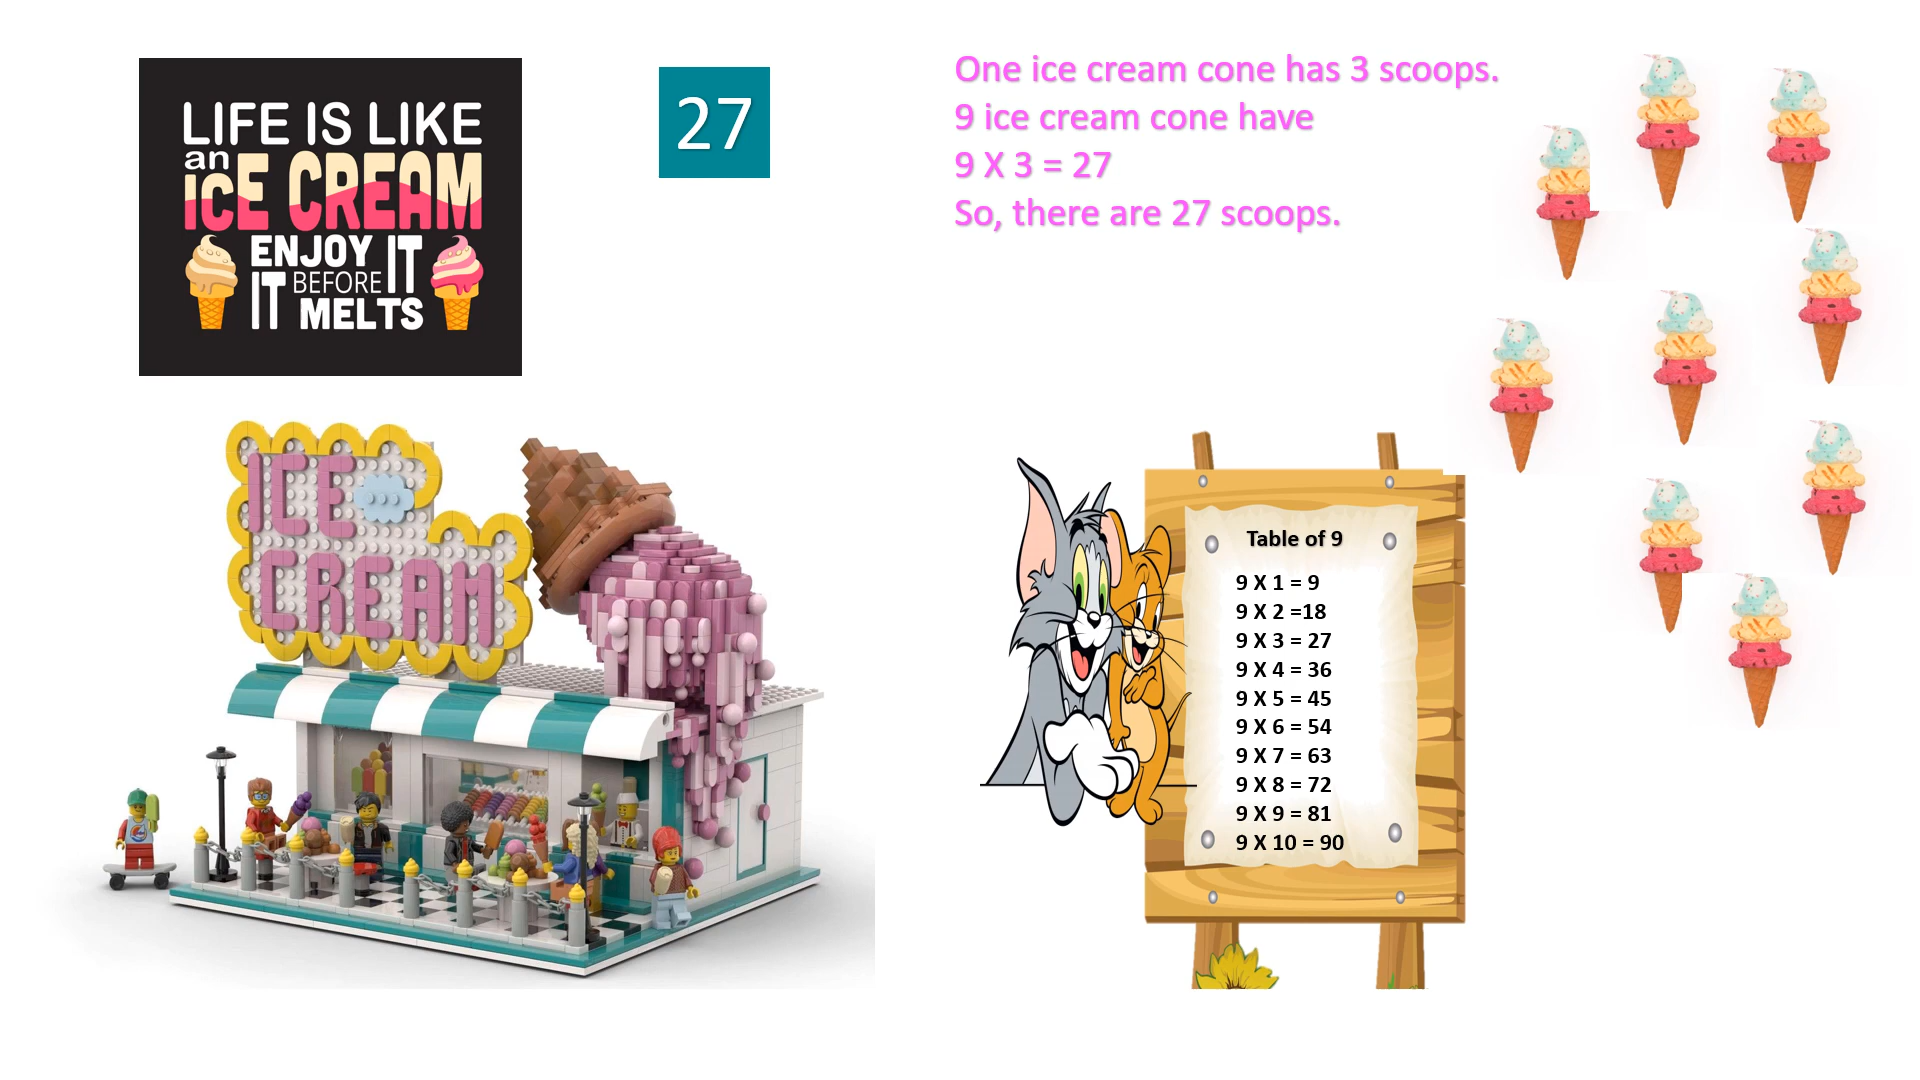 LIFE IS LIKE
an
ICE CREAM
ENJOY IT
IT BEFORE
MELTS
27
One ice cream cone has 3 scoops.
9 ice cream cone have
9 X 3 = 27
So, there are 27 scoops.
ICE
CREAM
Table of 9
9 X 1 = 9
9 X 2 =18
9 X 3 = 27
9 X 4 = 36
9 X 5 = 45
9 X 6 = 54
9 X 7 = 63
9 X 8 = 72
9 X 9 = 81
9 X 10 = 90